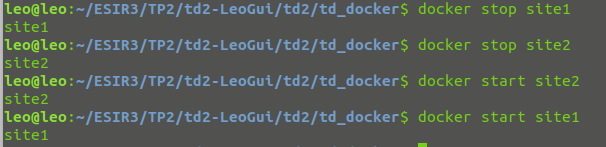 leo@leo:~/ESIR3/TP2/td2-LeoGui/td2/td_docker$ docker stop site1
site1
leo@leo:~/ESIR3/TP2/td2-LeoGui/td2/td_docker$ docker stop site2
site2
leo@leo:~/ESIR3/TP2/td2-LeoGui/td2/td_docker$ docker start site2
site2
leo@leo:~/ESIR3/TP2/td2-LeoGui/td2/td_docker$ docker start site1
site1